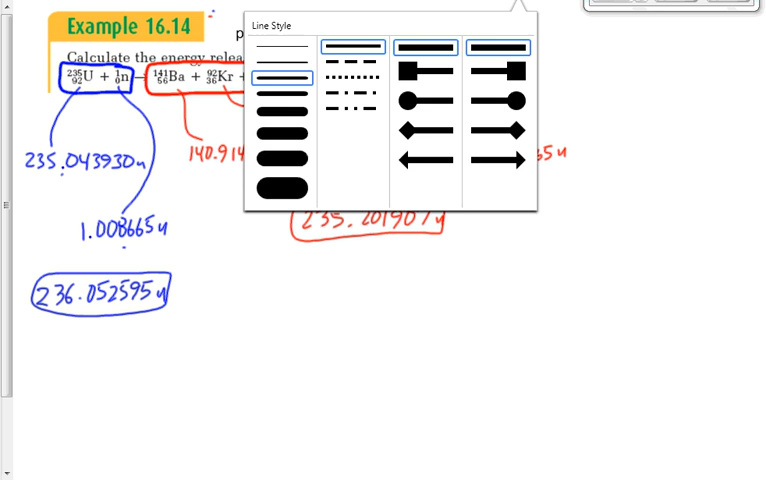 Example 16.14
p
Line Style
Calculate the energy relea
²³⁵₉₂U + ¹₀n → ¹⁴¹₅₆Ba + ⁹²₃₆Kr +
235.043930u
140.914
35u
1.008665u
235.201907u
236.052595u